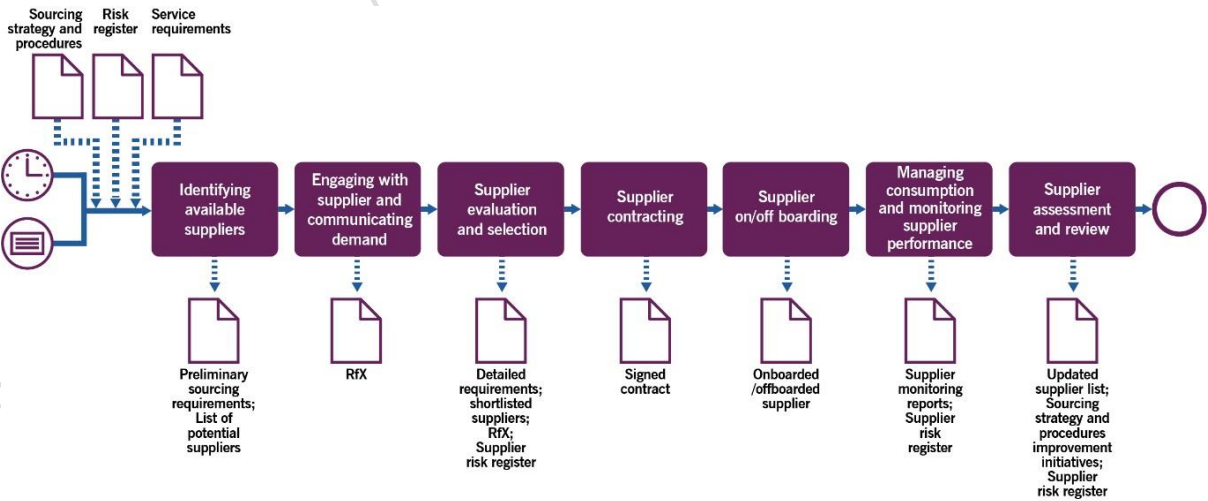 Sourcing
strategy and
procedures
Risk
register
Service
requirements
Identifying
available
suppliers
Engaging with
supplier and
communicating
demand
Supplier
evaluation
and selection
Supplier
contracting
Supplier
on/off boarding
Managing
consumption
and monitoring
supplier
performance
Supplier
assessment
and review
Preliminary
sourcing
requirements;
List of
potential
suppliers
RfX
Detailed
requirements;
shortlisted
suppliers;
RfX;
Supplier
risk register
Signed
contract
Onboarded
/offboarded
supplier
Supplier
monitoring
reports;
Supplier
risk
register
Updated
supplier list;
Sourcing
strategy and
procedures
improvement
initiatives;
Supplier
risk register